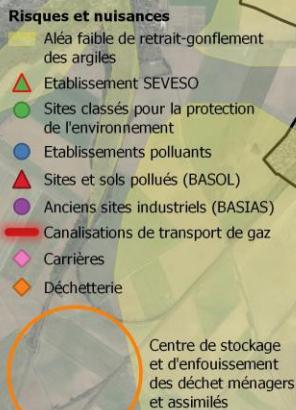 Risques et nuisances
Aléa faible de retrait-gonflement
des argiles
Etablissement SEVESO
Sites classés pour la protection
de l'environnement
Etablissements polluants
Sites et sols pollués (BASOL)
Anciens sites industriels (BASIAS)
Canalisations de transport de gaz
Carrières
Déchetterie
Centre de stockage
et d'enfouissement
des déchet ménagers
et assimilés